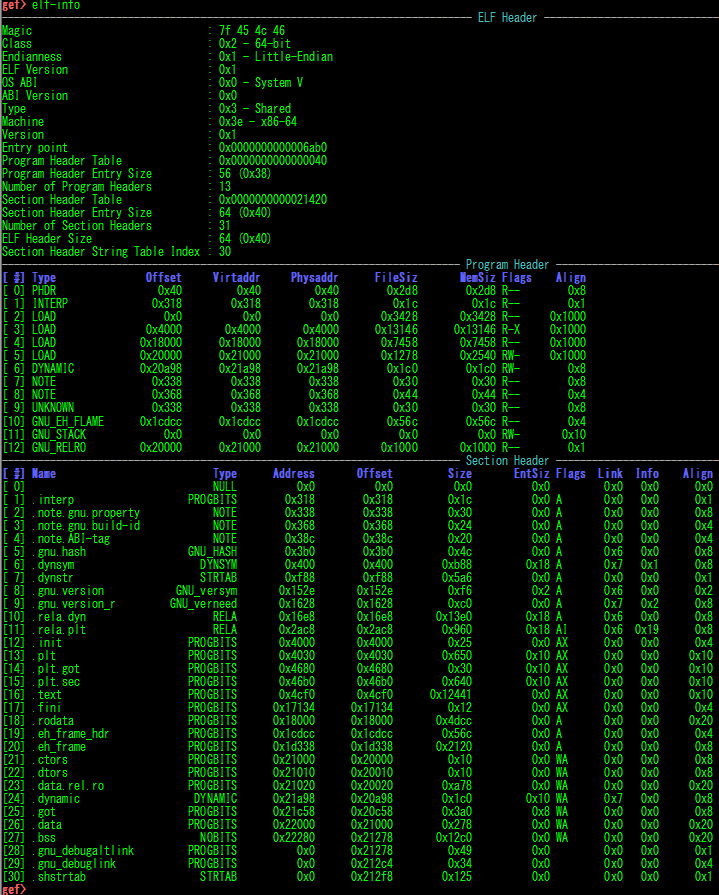 gef> elf-info
ELF Header
Magic : 7f 45 4c 46
Class : 0x2 - 64-bit
Endianness : 0x1 - Little-Endian
ELF Version : 0x1
OS ABI : 0x0 - System V
ABI Version : 0x0
Type : 0x3 - Shared
Machine : 0x3e - x86-64
Version : 0x1
Entry point : 0x0000000000006ab0
Program Header Table : 0x0000000000000040
Program Header Entry Size : 56 (0x38)
Number of Program Headers : 13
Section Header Table : 0x0000000000021420
Section Header Entry Size : 64 (0x40)
Number of Section Headers : 31
ELF Header Size : 64 (0x40)
Section Header String Table Index : 30
Program Header
[ #] Type Offset Virtaddr Physaddr FileSiz MemSiz Flags Align
[ 0] PHDR 0x40 0x40 0x40 0x2d8 0x2d8 R-- 0x8
[ 1] INTERP 0x318 0x318 0x318 0x1c 0x1c R-- 0x1
[ 2] LOAD 0x0 0x0 0x0 0x3428 0x3428 R-- 0x1000
[ 3] LOAD 0x4000 0x4000 0x4000 0x13146 0x13146 R-X 0x1000
[ 4] LOAD 0x18000 0x18000 0x18000 0x7458 0x7458 R-- 0x1000
[ 5] LOAD 0x20000 0x21000 0x21000 0x1278 0x2540 RW- 0x1000
[ 6] DYNAMIC 0x20a98 0x21a98 0x21a98 0x1c0 0x1c0 RW- 0x8
[ 7] NOTE 0x338 0x338 0x338 0x30 0x30 R-- 0x8
[ 8] NOTE 0x368 0x368 0x368 0x44 0x44 R-- 0x4
[ 9] UNKNOWN 0x338 0x338 0x338 0x30 0x30 R-- 0x8
[10] GNU_EH_FLAME 0x1cdcc 0x1cdcc 0x1cdcc 0x56c 0x56c R-- 0x4
[11] GNU_STACK 0x0 0x0 0x0 0x0 0x0 RW- 0x10
[12] GNU_RELRO 0x20000 0x21000 0x21000 0x1000 0x1000 R-- 0x1
Section Header
[ #] Name Type Address Offset Size EntSiz Flags Link Info Align
[ 0] NULL 0x0 0x0 0x0 0x0 0x0 0x0 0x0
[ 1] .interp PROGBITS 0x318 0x318 0x1c 0x0 A 0x0 0x0 0x1
[ 2] .note.gnu.property NOTE 0x338 0x338 0x30 0x0 A 0x0 0x0 0x8
[ 3] .note.gnu.build-id NOTE 0x368 0x368 0x24 0x0 A 0x0 0x0 0x4
[ 4] .note.ABI-tag NOTE 0x38c 0x38c 0x20 0x0 A 0x0 0x0 0x4
[ 5] .gnu.hash GNU_HASH 0x3b0 0x3b0 0x4c 0x0 A 0x6 0x0 0x8
[ 6] .dynsym DYNSYM 0x400 0x400 0xb88 0x18 A 0x7 0x1 0x8
[ 7] .dynstr STRTAB 0xf88 0xf88 0x5a6 0x0 A 0x0 0x0 0x1
[ 8] .gnu.version GNU_versym 0x152e 0x152e 0xf6 0x2 A 0x6 0x0 0x2
[ 9] .gnu.version_r GNU_verneed 0x1628 0x1628 0xc0 0x0 A 0x7 0x2 0x8
[10] .rela.dyn RELA 0x16e8 0x16e8 0x13e0 0x18 A 0x6 0x0 0x8
[11] .rela.plt RELA 0x2ac8 0x2ac8 0x960 0x18 AI 0x6 0x19 0x8
[12] .init PROGBITS 0x4000 0x4000 0x25 0x0 AX 0x0 0x0 0x4
[13] .plt PROGBITS 0x4030 0x4030 0x650 0x10 AX 0x0 0x0 0x10
[14] .plt.got PROGBITS 0x4680 0x4680 0x30 0x10 AX 0x0 0x0 0x10
[15] .plt.sec PROGBITS 0x46b0 0x46b0 0x640 0x10 AX 0x0 0x0 0x10
[16] .text PROGBITS 0x4cf0 0x4cf0 0x12441 0x0 AX 0x0 0x0 0x10
[17] .fini PROGBITS 0x17134 0x17134 0x12 0x0 AX 0x0 0x0 0x4
[18] .rodata PROGBITS 0x18000 0x18000 0x4dcc 0x0 A 0x0 0x0 0x20
[19] .eh_frame_hdr PROGBITS 0x1cdcc 0x1cdcc 0x56c 0x0 A 0x0 0x0 0x4
[20] .eh_frame PROGBITS 0x1d338 0x1d338 0x2120 0x0 A 0x0 0x0 0x8
[21] .ctors PROGBITS 0x21000 0x20000 0x10 0x0 WA 0x0 0x0 0x8
[22] .dtors PROGBITS 0x21010 0x20010 0x10 0x0 WA 0x0 0x0 0x8
[23] .data.rel.ro PROGBITS 0x21020 0x20020 0xa78 0x0 WA 0x0 0x0 0x20
[24] .dynamic DYNAMIC 0x21a98 0x20a98 0x1c0 0x10 WA 0x7 0x0 0x8
[25] .got PROGBITS 0x21c58 0x20c58 0x3a0 0x8 WA 0x0 0x0 0x8
[26] .data PROGBITS 0x22000 0x21000 0x278 0x0 WA 0x0 0x0 0x20
[27] .bss NOBITS 0x22280 0x21278 0x12c0 0x0 WA 0x0 0x0 0x20
[28] .gnu_debugaltlink PROGBITS 0x0 0x21278 0x49 0x0 0x0 0x0 0x1
[29] .gnu_debuglink PROGBITS 0x0 0x212c4 0x34 0x0 0x0 0x0 0x4
[30] .shstrtab STRTAB 0x0 0x212f8 0x125 0x0 0x0 0x0 0x1
gef>